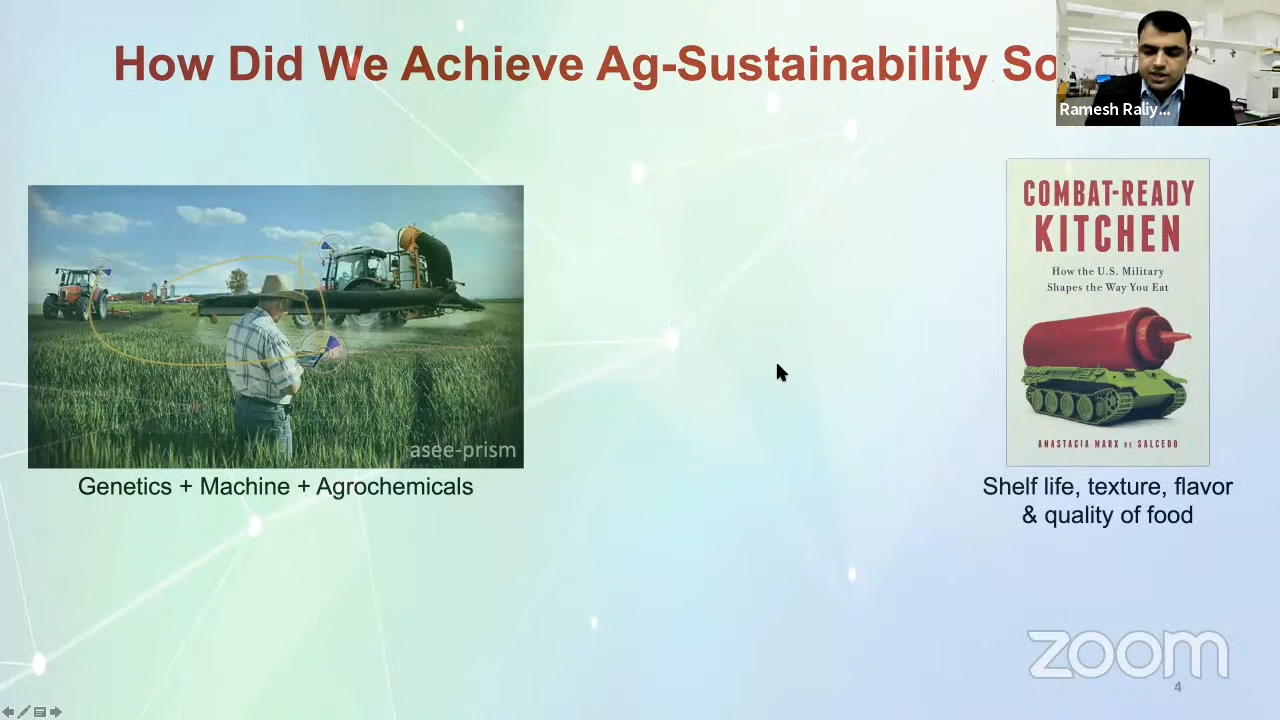 How Did We Achieve Ag-Sustainability So
Ramesh Raliy...
COMBAT-READY
KITCHEN
How the U.S. Military
Shapes the Way You Eat
ANASTACIA MARX DE SALCEDO
asee-prism
Genetics + Machine + Agrochemicals
Shelf life, texture, flavor
& quality of food
zoom
4